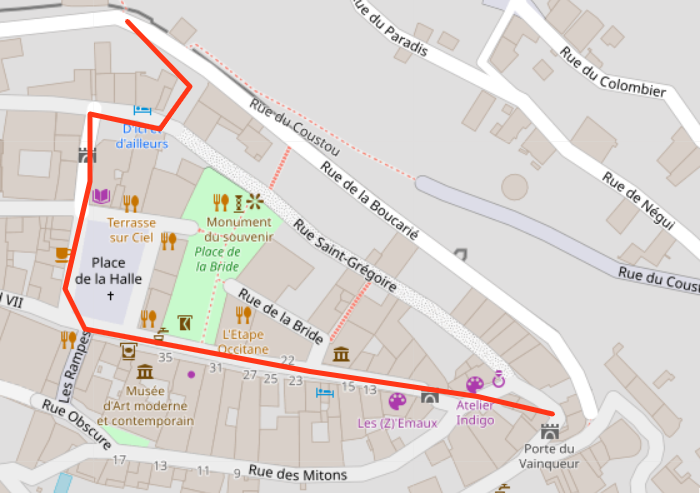 Rue du Paradis
Rue du Colombier
Rue du Coustou
D'ici et
d'ailleurs
Rue de la Boucarié
Rue de Négui
Terrasse
sur Ciel
Monument
du souvenir
Place de
la Bride
Rue Saint-Grégoire
Place
de la Halle
Rue du Coust
d VII
Rue de la Bride
L'Etape
Occitane
Les Rampes
35
31
27
25
23
22
15
13
Musée
d'Art moderne
et contemporain
Les (Z)'Emaux
Atelier
Indigo
Rue Obscure
Porte du
Vainqueur
17
13
11
9
Rue des Mitons